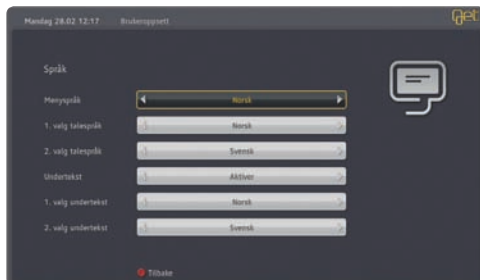 Mandag 28.02 12:17 Brukeroppsett
get
Språk
Menyspråk Norsk
1. valg talespråk Norsk
2. valg talespråk Svensk
Undertekst Aktiver
1. valg undertekst Norsk
2. valg undertekst Svensk
Tilbake